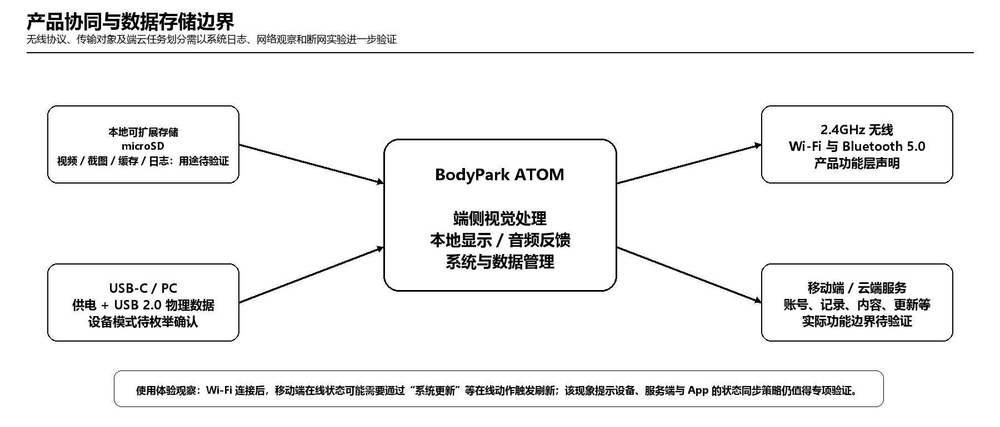 产品协同与数据存储边界
无线协议、传输对象及端云任务划分需以系统日志、网络观察和断网实验进一步验证
本地可扩展存储
microSD
视频 / 截图 / 缓存 / 日志：用途待验证
USB-C / PC
供电 + USB 2.0 物理数据
设备模式待枚举确认
BodyPark ATOM
端侧视觉处理
本地显示 / 音频反馈
系统与数据管理
2.4GHz 无线
Wi-Fi 与 Bluetooth 5.0
产品功能层声明
移动端 / 云端服务
账号、记录、内容、更新等
实际功能边界待验证
使用体验观察：Wi-Fi 连接后，移动端在线状态可能需要通过“系统更新”等在线动作触发刷新；该现象提示设备、服务端与 App 的状态同步策略仍值得专项验证。